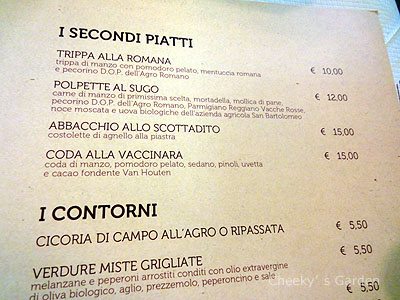 I SECONDI PIATTI
TRIPPA ALLA ROMANA
trippa di manzo con pomodoro pelato, mentuccia romana € 10,00
e pecorino D.O.P. dell'Agro Romano
POLPETTE AL SUGO
carne di manzo di primissima scelta, mortadella, mollica di pane, € 12,00
pecorino D.O.P. dell'Agro Romano, Parmigiano Reggiano Vacche Rosse,
noce moscata e uova biologiche dell'azienda agricola San Bartolomeo
ABBACCHIO ALLO SCOTTADITO € 15,00
costolette di agnello alla piastra
CODA ALLA VACCINARA € 15,00
coda di manzo, pomodoro pelato, sedano, pinoli, uvetta
e cacao fondente Van Houten
I CONTORNI
CICORIA DI CAMPO ALL'AGRO O RIPASSATA € 5,50
VERDURE MISTE GRIGLIATE € 5,50
melanzane e peperoni arrostiti conditi con olio extravergine
di oliva biologico, aglio, prezzemolo, peperoncino e sale
€ 5,50
Cheeky's Garden